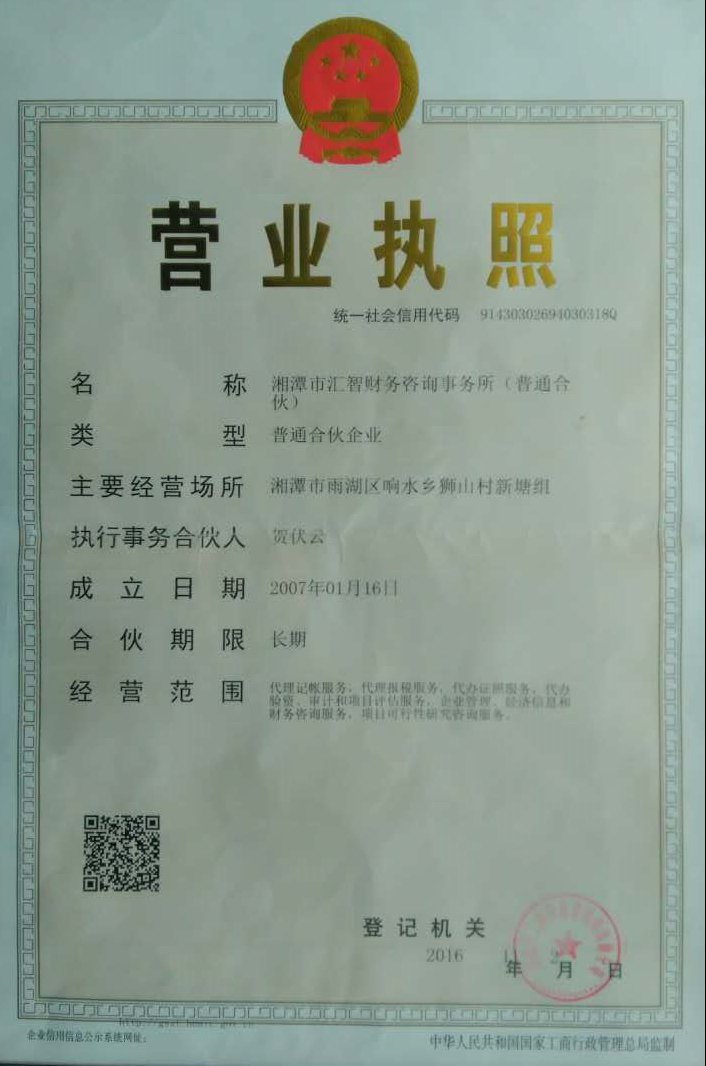 营业执照
统一社会信用代码 91430302694030318Q
名称 湘潭市汇智财务咨询事务所（普通合
伙）
类型 普通合伙企业
主要经营场所 湘潭市雨湖区响水乡狮山村新塘组
执行事务合伙人 贺伏云
成立日期 2007年01月16日
合伙期限 长期
经营范围 代理记帐服务，代理报税服务，代办证照服务，代办
验资、审计和项目评估服务，企业管理、经济信息和
财务咨询服务，项目可行性研究咨询服务。
登记机关
2016 11 2
年 月 日
企业信用信息公示系统网址：
中华人民共和国国家工商行政管理总局监制